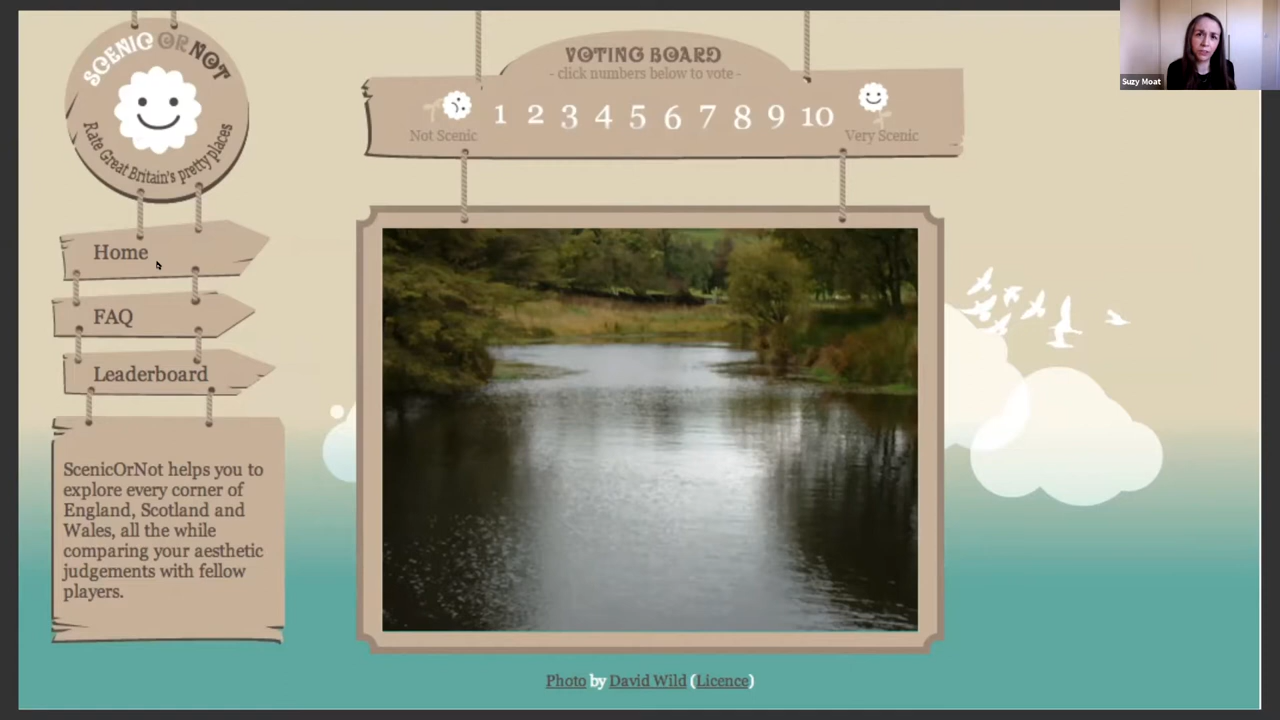 SCENIC OR NOT
Rate Great Britain's pretty places
Home
FAQ
Leaderboard
ScenicOrNot helps you to
explore every corner of
England, Scotland and
Wales, all the while
comparing your aesthetic
judgements with fellow
players.
VOTING BOARD
- click numbers below to vote -
1 2 3 4 5 6 7 8 9 10
Not Scenic
Very Scenic
Photo by David Wild (Licence)
Suzy Moat